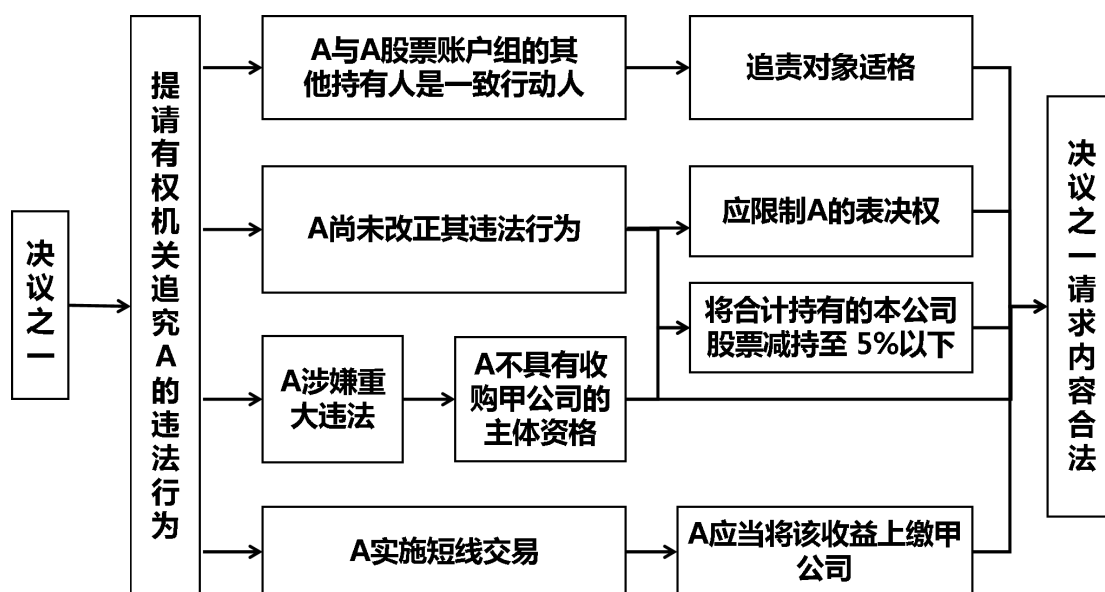 决议之一
提请有权机关追究A的违法行为
A与A股票账户组的其
他持有人是一致行动人
追责对象适格
A尚未改正其违法行为
应限制A的表决权
将合计持有的本公司
股票减持至 5%以下
A涉嫌重
大违法
A不具有收
购甲公司的
主体资格
A实施短线交易
A应当将该收益上缴甲
公司
决议之一请求内容合法